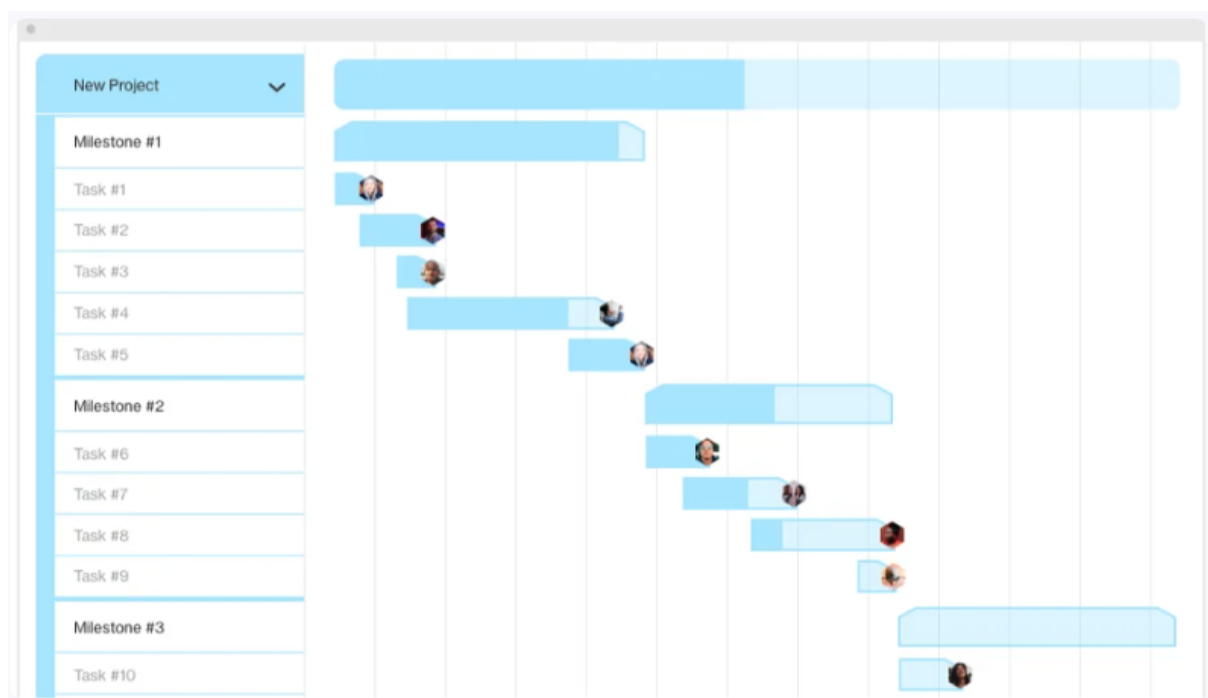 New Project
Milestone #1
Task #1
Task #2
Task #3
Task #4
Task #5
Milestone #2
Task #6
Task #7
Task #8
Task #9
Milestone #3
Task #10